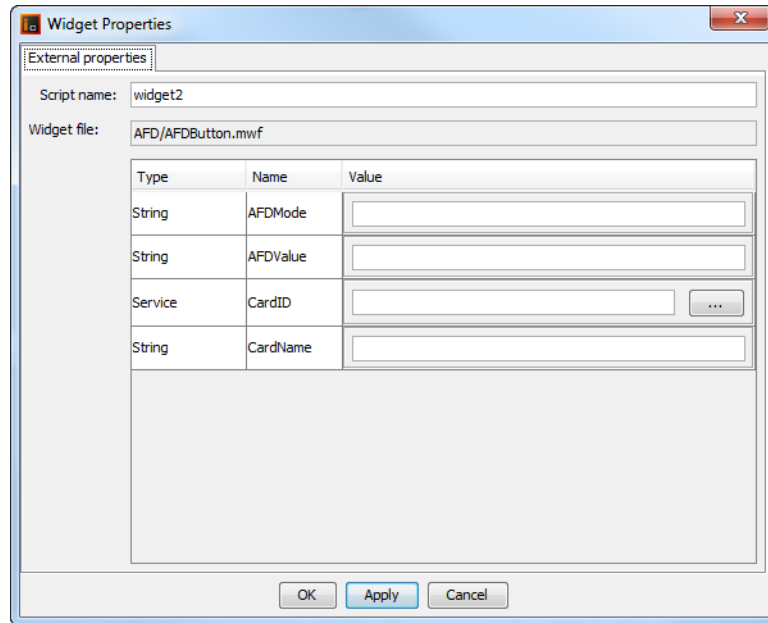 Widget Properties
External properties
Script name: widget2
Widget file: AFD/AFDButton.mwf
Type Name Value
String AFDMode
String AFDValue
Service CardID ...
String CardName
OK Apply Cancel